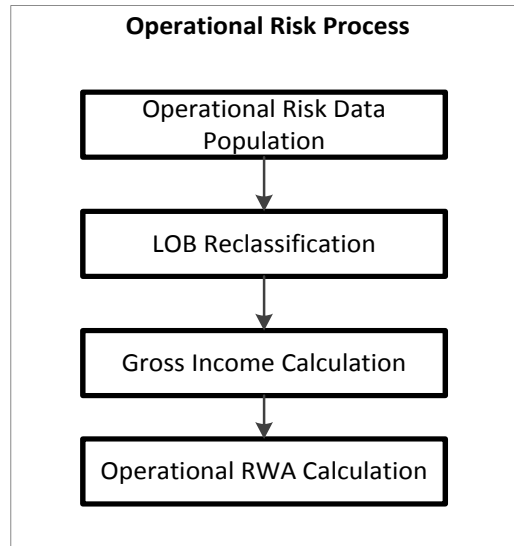 Operational Risk Process
Operational Risk Data
Population
LOB Reclassification
Gross Income Calculation
Operational RWA Calculation